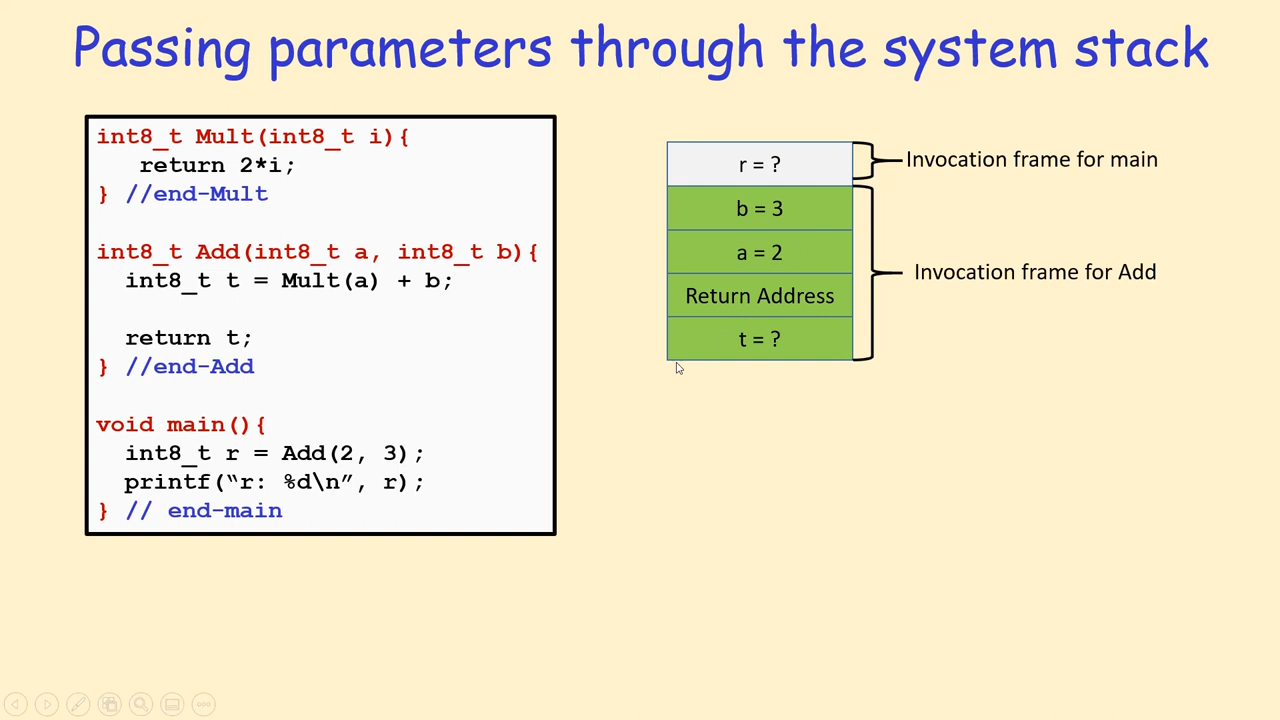 Passing parameters through the system stack
int8_t Mult(int8_t i){
return 2*i;
} //end-Mult
int8_t Add(int8_t a, int8_t b){
int8_t t = Mult(a) + b;
return t;
} //end-Add
void main(){
int8_t r = Add(2, 3);
printf(“r: %d\n”, r);
} // end-main
r = ?
b = 3
a = 2
Return Address
t = ?
Invocation frame for main
Invocation frame for Add